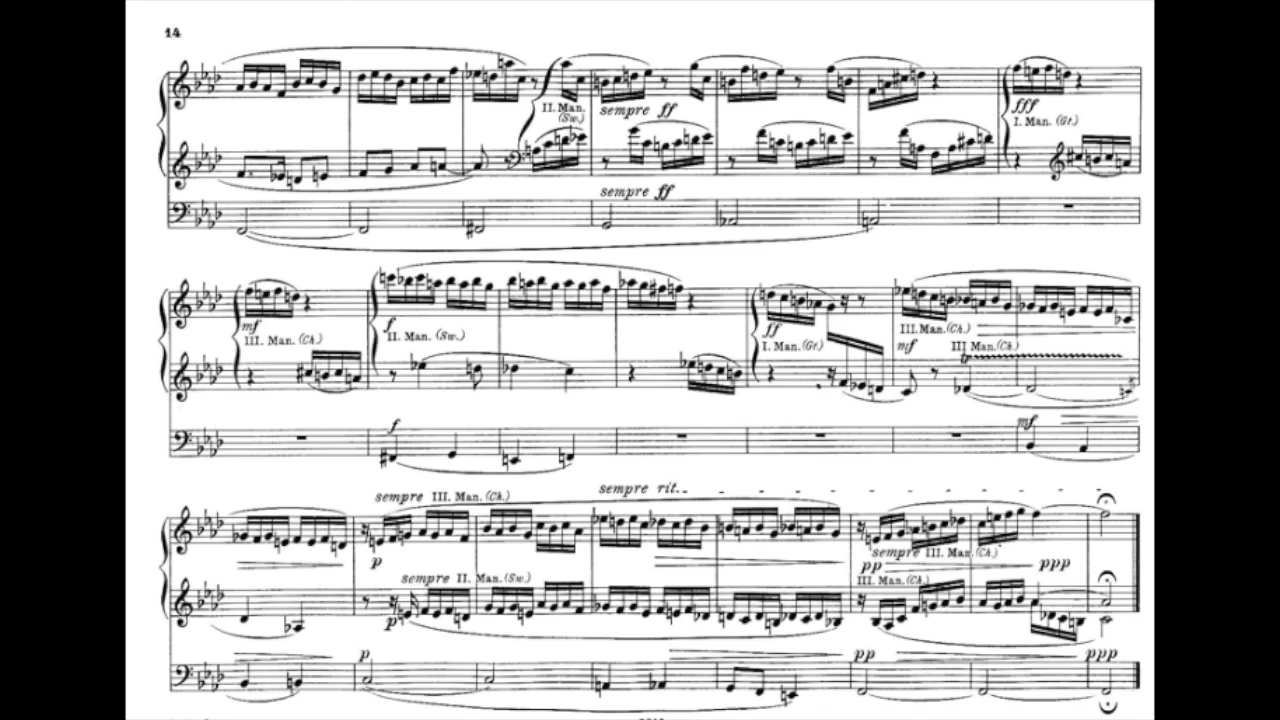 14
II. Man.
(Sw.)
sempre ff
fff
I. Man. (Gt.)
sempre ff
mf
III. Man. (Ch.)
f
II. Man. (Sw.)
ff
I. Man. (Gt.)
mf
III. Man. (Ch.)
III Man. (Ch.)
tr
f
mf
sempre III. Man. (Ch.)
sempre rit.
p
sempre III. Man. (Ch.)
pp
ppp
sempre II. Man. (Sw.)
III. Man. (Ch.)
p
p
pp
ppp